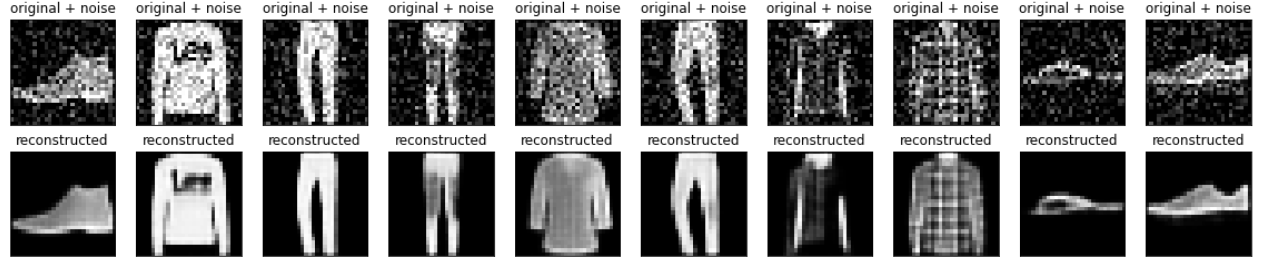 original + noise original + noise original + noise original + noise original + noise original + noise original + noise original + noise original + noise original + noise
Lee
reconstructed reconstructed reconstructed reconstructed reconstructed reconstructed reconstructed reconstructed reconstructed reconstructed
Lee